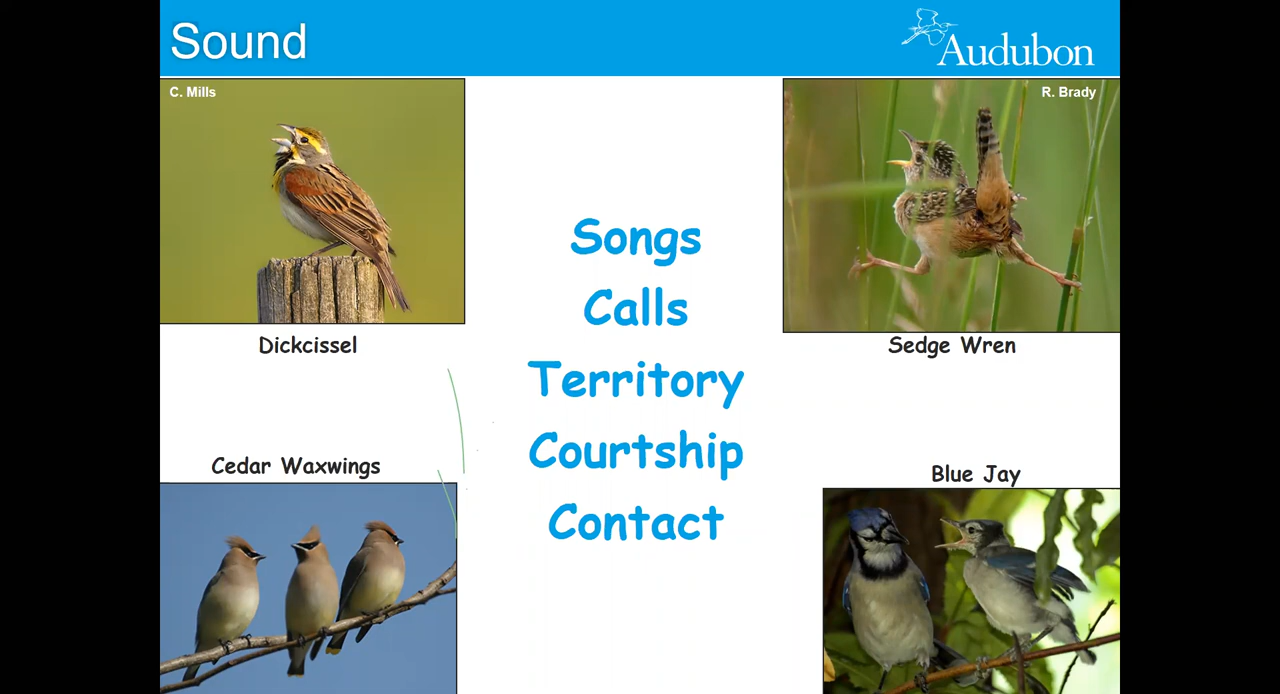 Sound
Audubon
C. Mills
R. Brady
Songs
Calls
Territory
Courtship
Contact
Dickcissel
Sedge Wren
Cedar Waxwings
Blue Jay